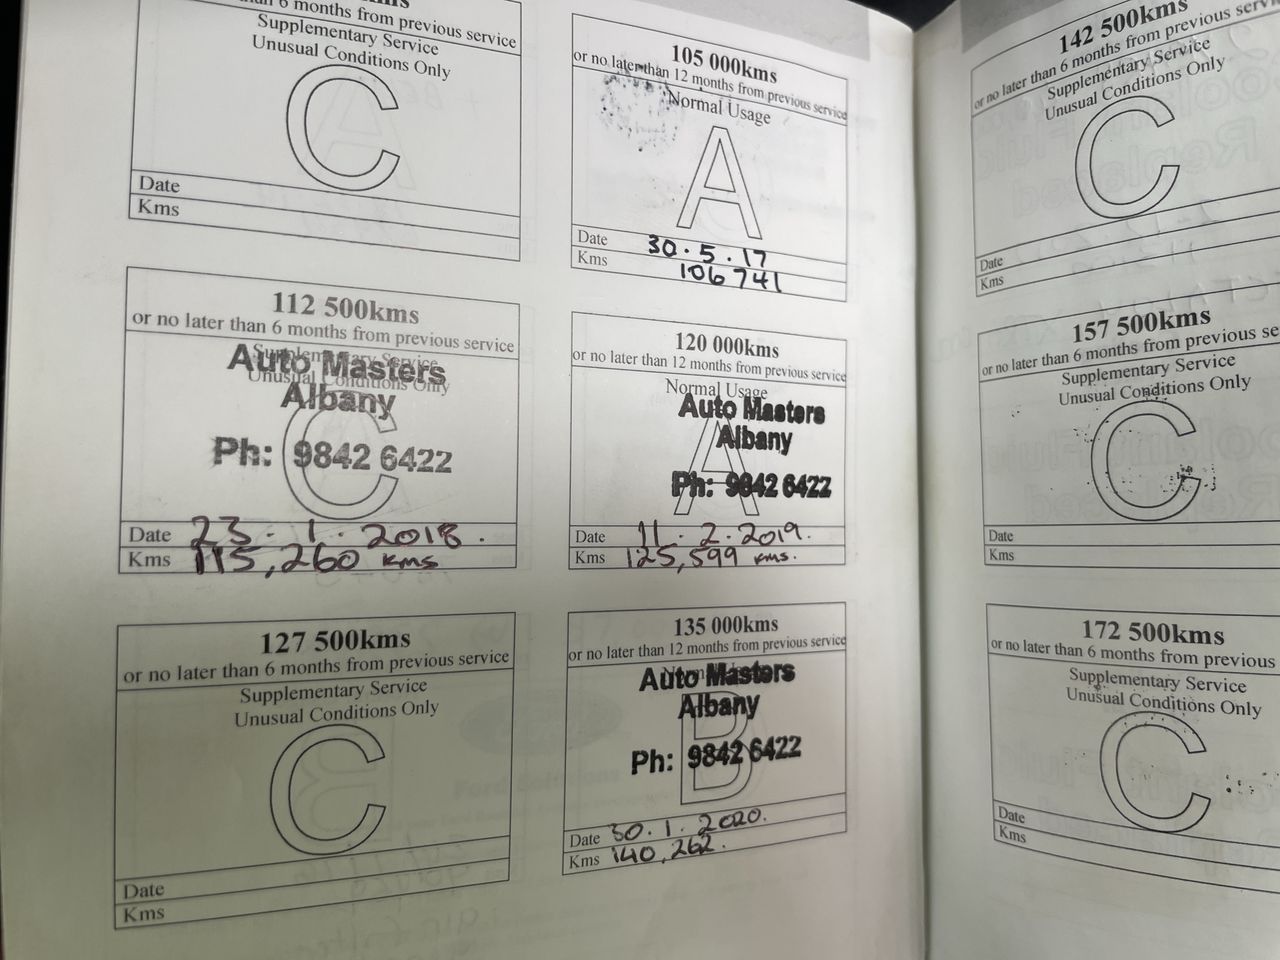 6 months from previous service
Supplementary Service
Unusual Conditions Only
C
Date
Kms
105 000kms
or no later than 12 months from previous service
Normal Usage
A
Date 30.5.17
Kms 106741
112 500kms
or no later than 6 months from previous service
Supplementary Service
Unusual Conditions Only
Auto Masters
Albany
C
Ph: 9842 6422
Date 23.1.2018.
Kms 115,260 kms
120 000kms
or no later than 12 months from previous service
Normal Usage
Auto Masters
Albany
A
Ph: 9842 6422
Date 11.2.2019.
Kms 125,599 kms.
127 500kms
or no later than 6 months from previous service
Supplementary Service
Unusual Conditions Only
C
Date
Kms
135 000kms
or no later than 12 months from previous service
Auto Masters
Albany
B
Ph: 9842 6422
Date 30.1.2020.
Kms 140,262.
142 500kms
or no later than 6 months from previous service
Supplementary Service
Unusual Conditions Only
C
Date
Kms
157 500kms
or no later than 6 months from previous se
Supplementary Service
Unusual Conditions Only
C
Date
Kms
172 500kms
or no later than 6 months from previous
Supplementary Service
Unusual Conditions Only
C
Date
Kms